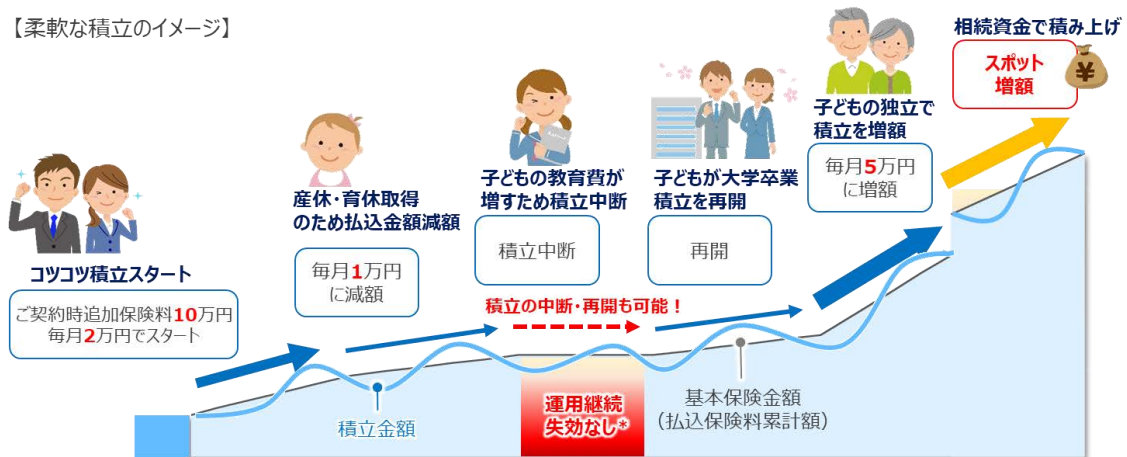 【柔軟な積立のイメージ】
コツコツ積立スタート
ご契約時追加保険料10万円
毎月2万円でスタート
産休・育休取得
のため払込金額減額
毎月1万円
に減額
子どもの教育費が
増すため積立中断
積立中断
積立の中断・再開も可能！
子どもが大学卒業
積立を再開
再開
子どもの独立で
積立を増額
毎月5万円
に増額
相続資金で積み上げ
スポット
増額
¥
積立金額
運用継続
失効なし*
基本保険金額
（払込保険料累計額）